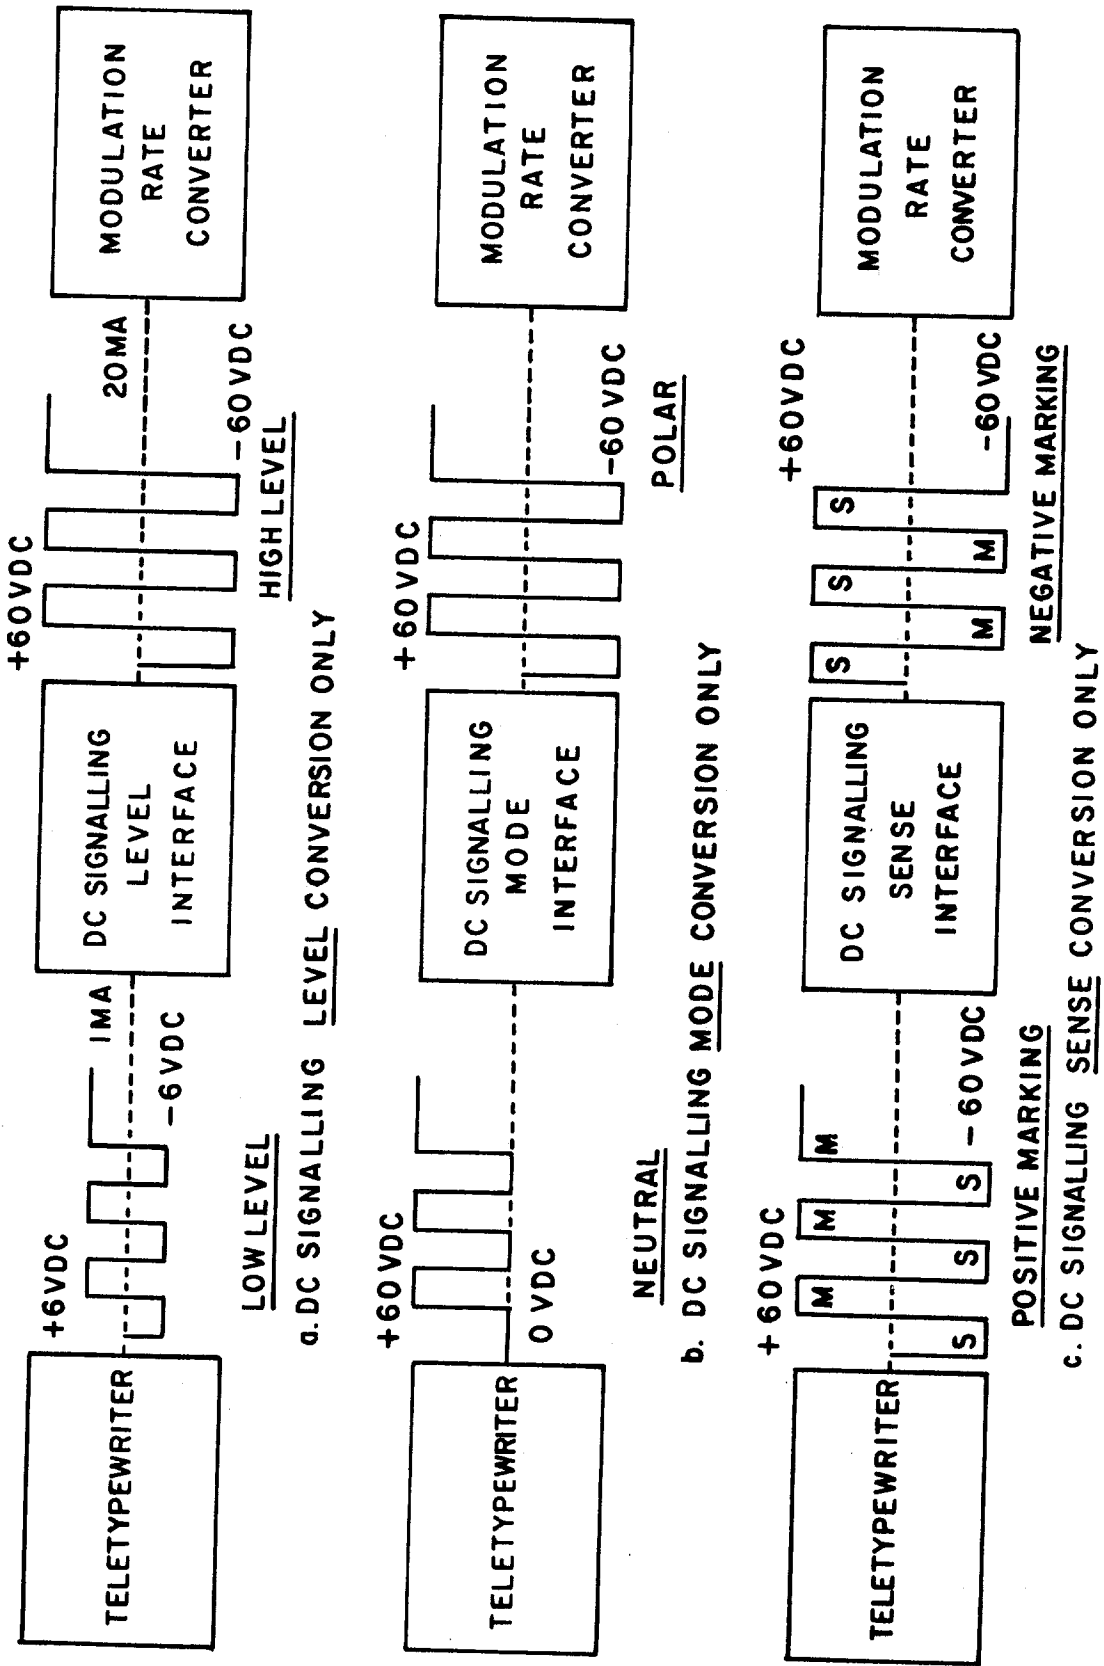 TELETYPEWRITER
+6VDC
1MA
-6VDC
LOW LEVEL
DC SIGNALLING
LEVEL
INTERFACE
+60VDC
20MA
-60VDC
HIGH LEVEL
MODULATION
RATE
CONVERTER
a. DC SIGNALLING LEVEL CONVERSION ONLY
TELETYPEWRITER
+60VDC
0VDC
NEUTRAL
DC SIGNALLING
MODE
INTERFACE
+60VDC
-60VDC
POLAR
MODULATION
RATE
CONVERTER
b. DC SIGNALLING MODE CONVERSION ONLY
TELETYPEWRITER
+60VDC
M M M
S S S
-60VDC
POSITIVE MARKING
DC SIGNALLING
SENSE
INTERFACE
+60VDC
S S S
M M
-60VDC
NEGATIVE MARKING
MODULATION
RATE
CONVERTER
c. DC SIGNALLING SENSE CONVERSION ONLY